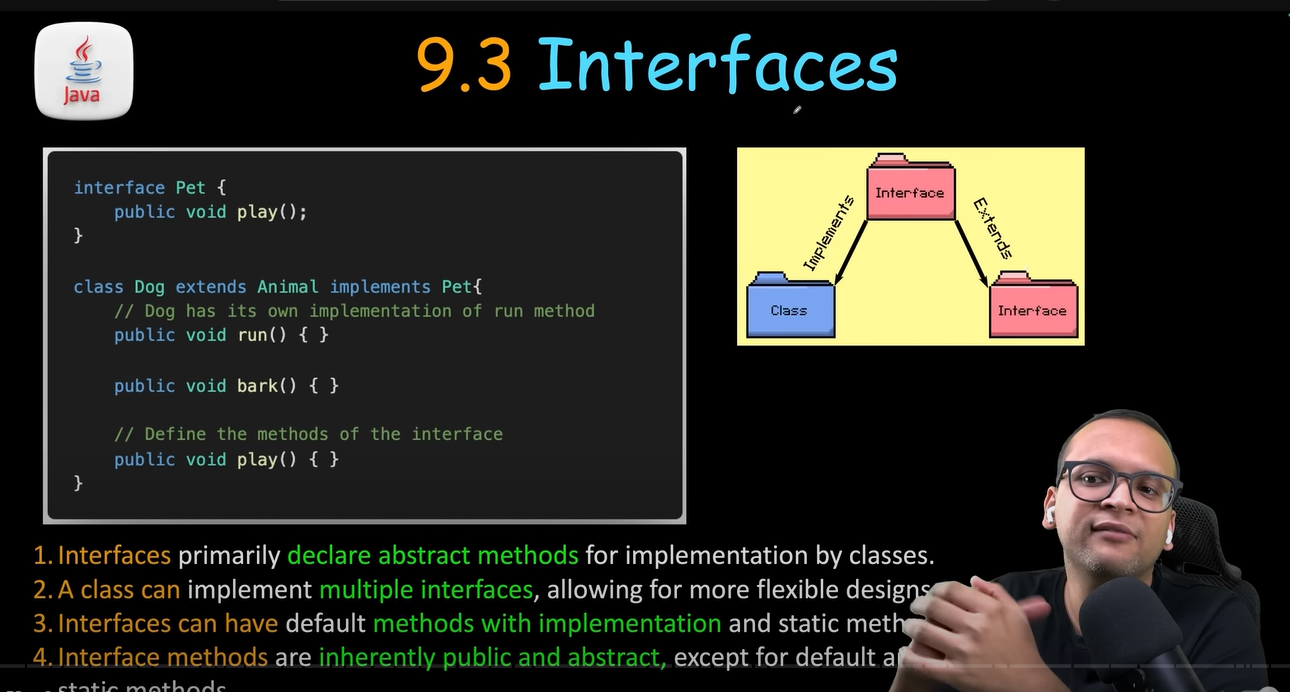 Java
9.3 Interfaces
interface Pet {
public void play();
}
class Dog extends Animal implements Pet{
// Dog has its own implementation of run method
public void run() { }
public void bark() { }
// Define the methods of the interface
public void play() { }
}
Interface
Implements
Extends
Class
Interface
1. Interfaces primarily declare abstract methods for implementation by classes.
2. A class can implement multiple interfaces, allowing for more flexible designs
3. Interfaces can have default methods with implementation and static meth
4. Interface methods are inherently public and abstract, except for default a
static methods